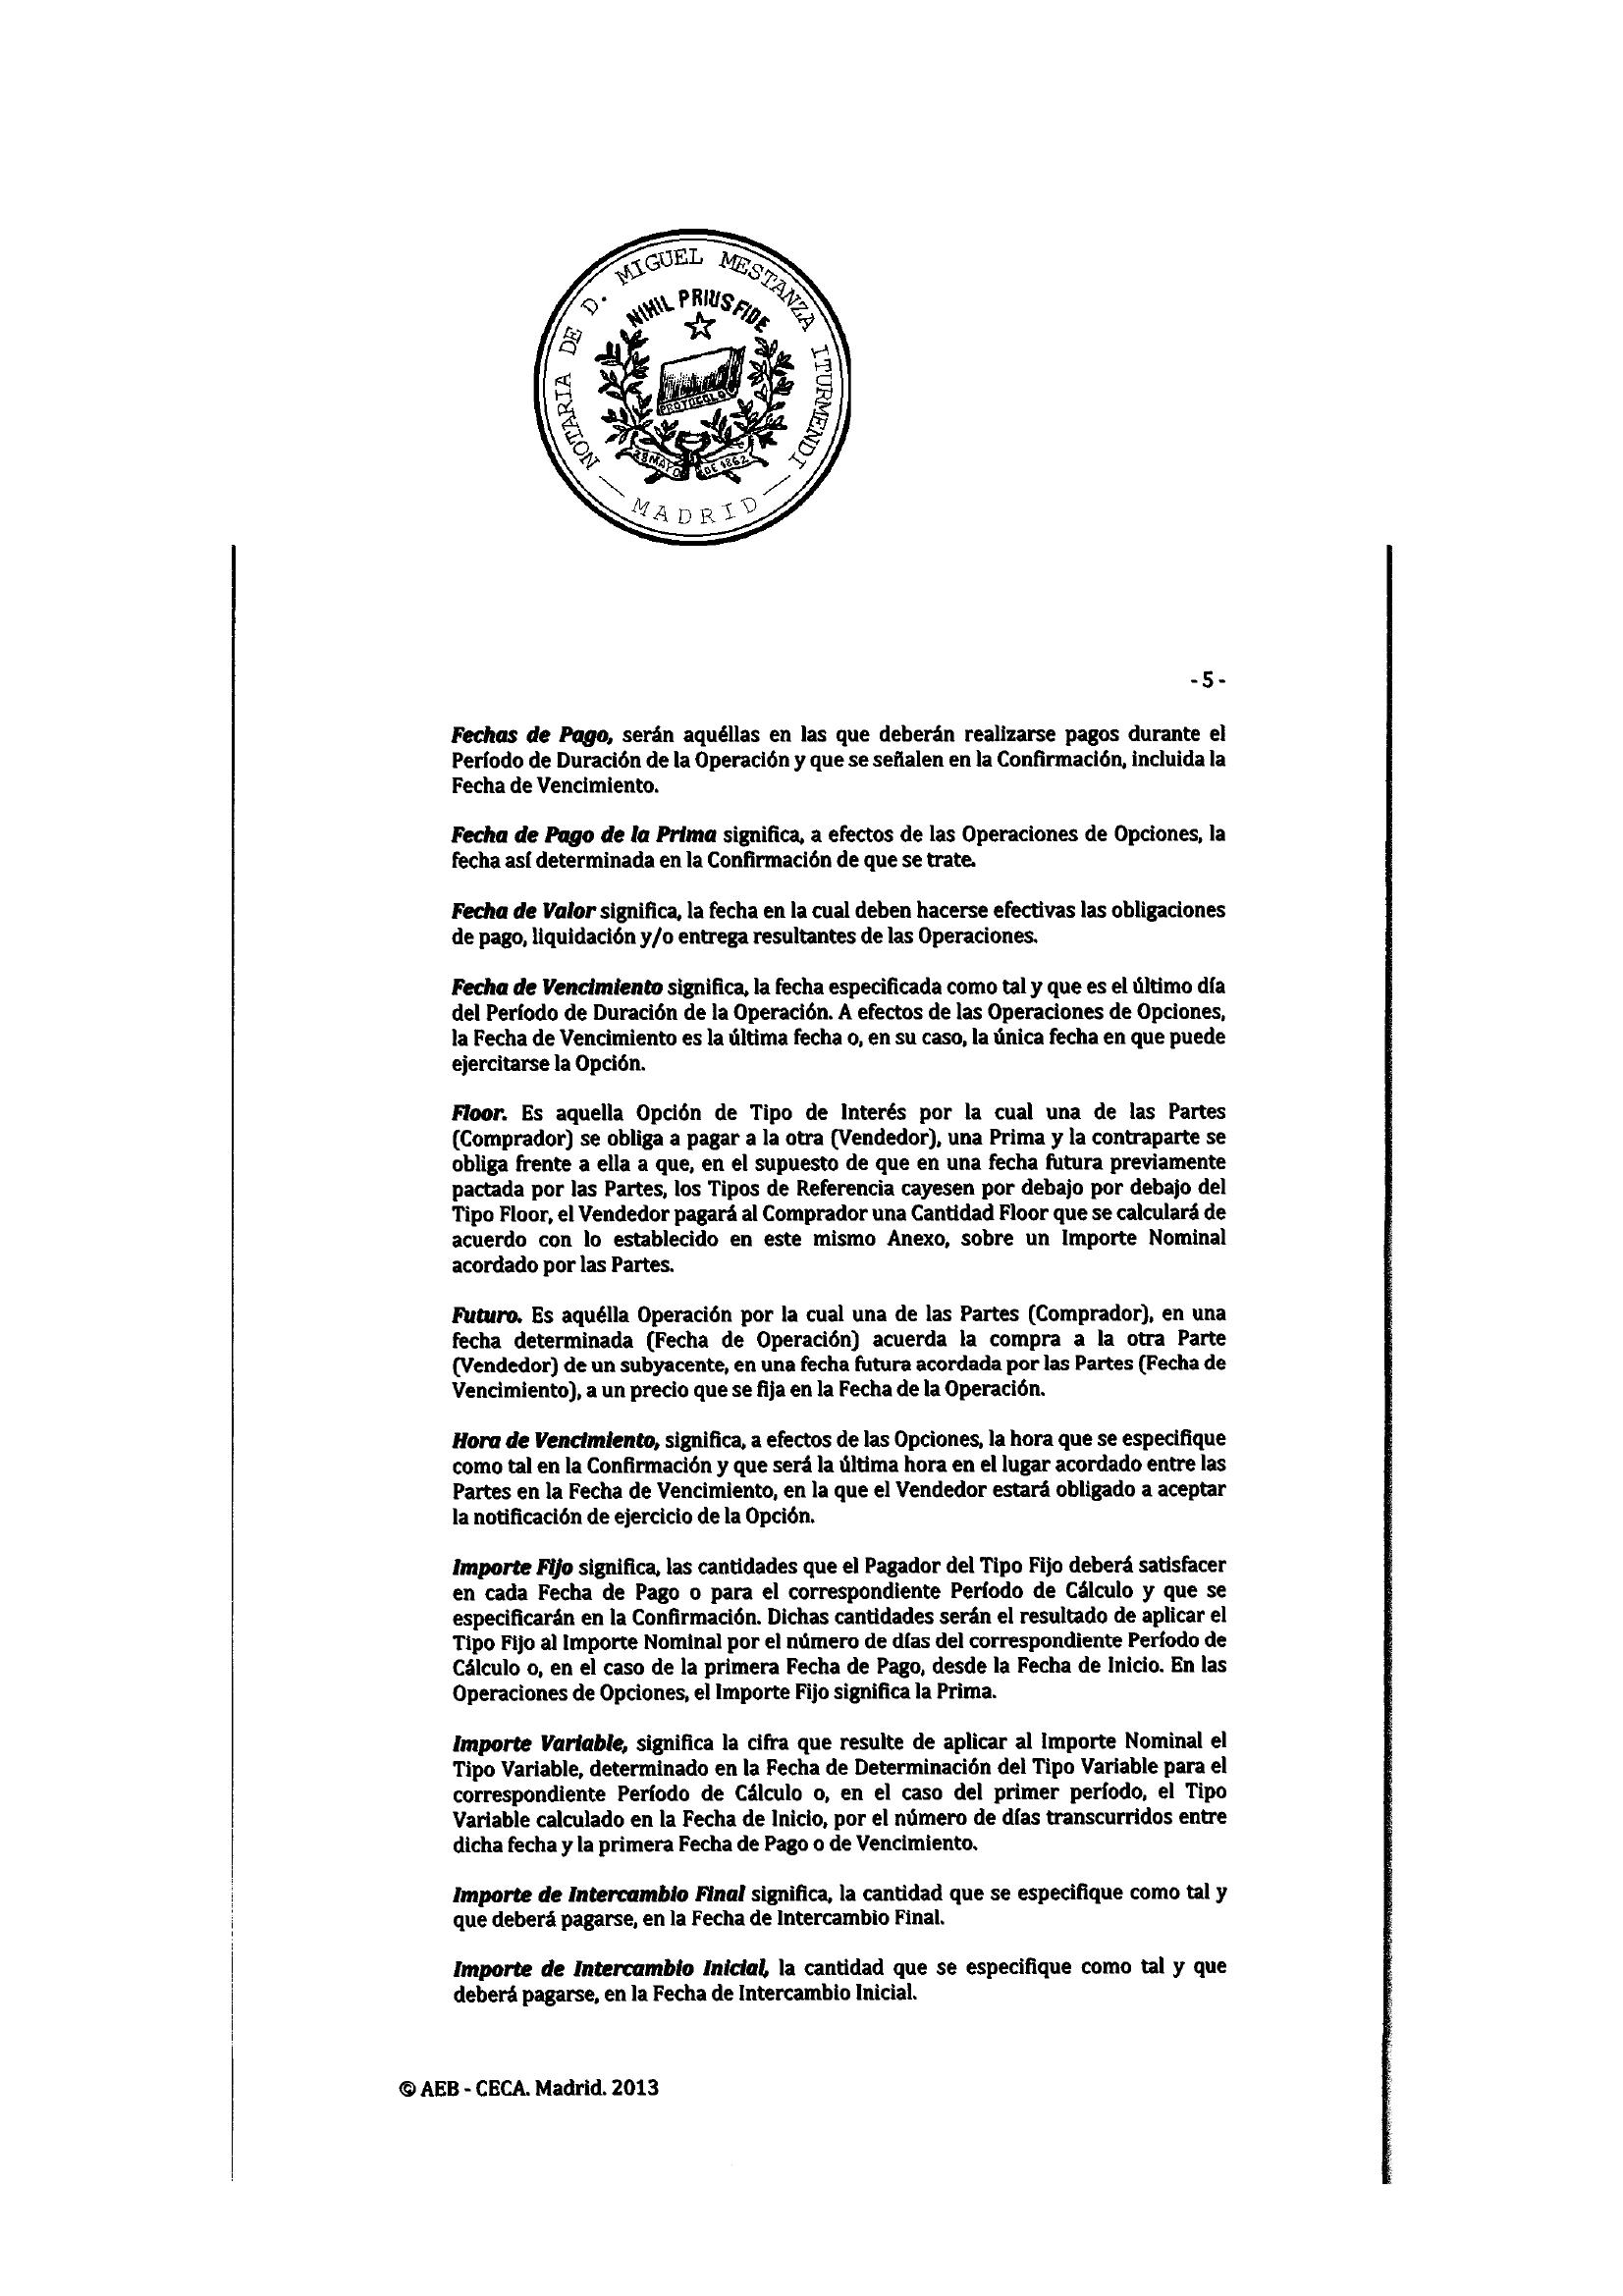 NOTARIA DE D. MIGUEL MESTANZA ITURMENDI
NIHIL PRIUS FIDE
PROTOCOLO
28 MAYO DE 1862
— MADRID —
- 5 -
Fechas de Pago, serán aquéllas en las que deberán realizarse pagos durante el
Período de Duración de la Operación y que se señalen en la Confirmación, incluida la
Fecha de Vencimiento.
Fecha de Pago de la Prima significa, a efectos de las Operaciones de Opciones, la
fecha así determinada en la Confirmación de que se trate.
Fecha de Valor significa, la fecha en la cual deben hacerse efectivas las obligaciones
de pago, liquidación y/o entrega resultantes de las Operaciones.
Fecha de Vencimiento significa, la fecha especificada como tal y que es el último día
del Período de Duración de la Operación. A efectos de las Operaciones de Opciones,
la Fecha de Vencimiento es la última fecha o, en su caso, la única fecha en que puede
ejercitarse la Opción.
Floor. Es aquella Opción de Tipo de Interés por la cual una de las Partes
(Comprador) se obliga a pagar a la otra (Vendedor), una Prima y la contraparte se
obliga frente a ella a que, en el supuesto de que en una fecha futura previamente
pactada por las Partes, los Tipos de Referencia cayesen por debajo por debajo del
Tipo Floor, el Vendedor pagará al Comprador una Cantidad Floor que se calculará de
acuerdo con lo establecido en este mismo Anexo, sobre un Importe Nominal
acordado por las Partes.
Futuro. Es aquélla Operación por la cual una de las Partes (Comprador), en una
fecha determinada (Fecha de Operación) acuerda la compra a la otra Parte
(Vendedor) de un subyacente, en una fecha futura acordada por las Partes (Fecha de
Vencimiento), a un precio que se fija en la Fecha de la Operación.
Hora de Vencimiento, significa, a efectos de las Opciones, la hora que se especifique
como tal en la Confirmación y que será la última hora en el lugar acordado entre las
Partes en la Fecha de Vencimiento, en la que el Vendedor estará obligado a aceptar
la notificación de ejercicio de la Opción.
Importe Fijo significa, las cantidades que el Pagador del Tipo Fijo deberá satisfacer
en cada Fecha de Pago o para el correspondiente Período de Cálculo y que se
especificarán en la Confirmación. Dichas cantidades serán el resultado de aplicar el
Tipo Fijo al Importe Nominal por el número de días del correspondiente Período de
Cálculo o, en el caso de la primera Fecha de Pago, desde la Fecha de Inicio. En las
Operaciones de Opciones, el Importe Fijo significa la Prima.
Importe Variable, significa la cifra que resulte de aplicar al Importe Nominal el
Tipo Variable, determinado en la Fecha de Determinación del Tipo Variable para el
correspondiente Período de Cálculo o, en el caso del primer período, el Tipo
Variable calculado en la Fecha de Inicio, por el número de días transcurridos entre
dicha fecha y la primera Fecha de Pago o de Vencimiento.
Importe de Intercambio Final significa, la cantidad que se especifique como tal y
que deberá pagarse, en la Fecha de Intercambio Final.
Importe de Intercambio Inicial, la cantidad que se especifique como tal y que
deberá pagarse, en la Fecha de Intercambio Inicial.
© AEB - CECA. Madrid. 2013